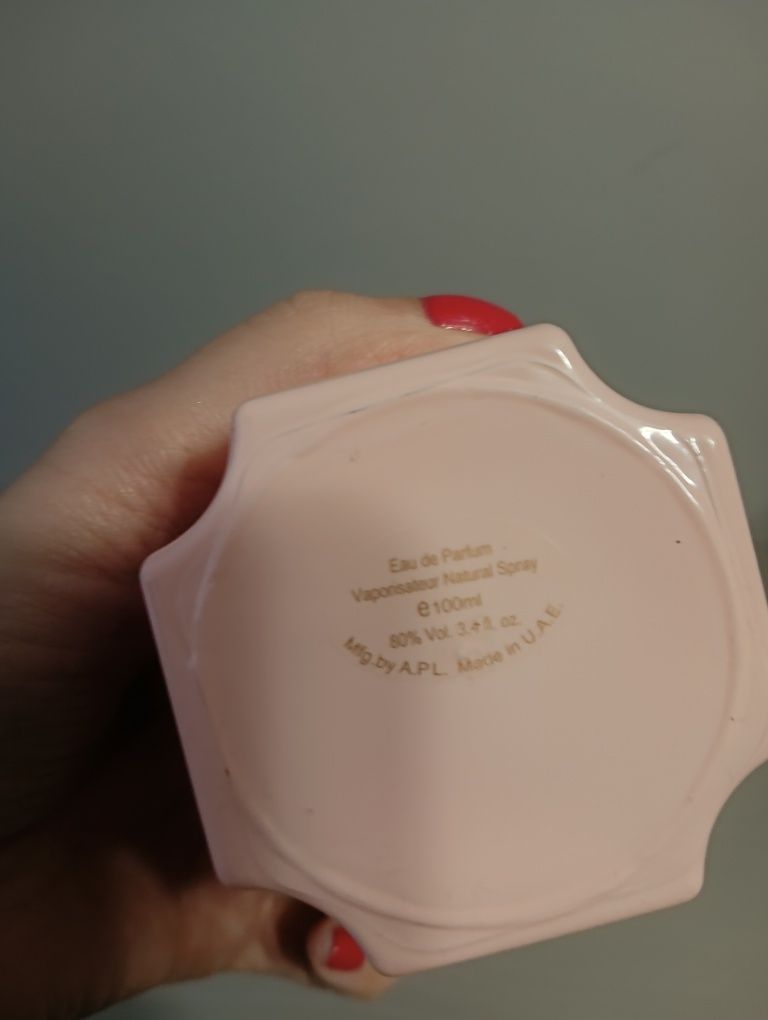 Eau de Parfum
Vaporisateur Natural Spray
e 100ml
80% Vol. 3.4 fl. oz.
Mfg.by A.P.L. Made in U.A.E.